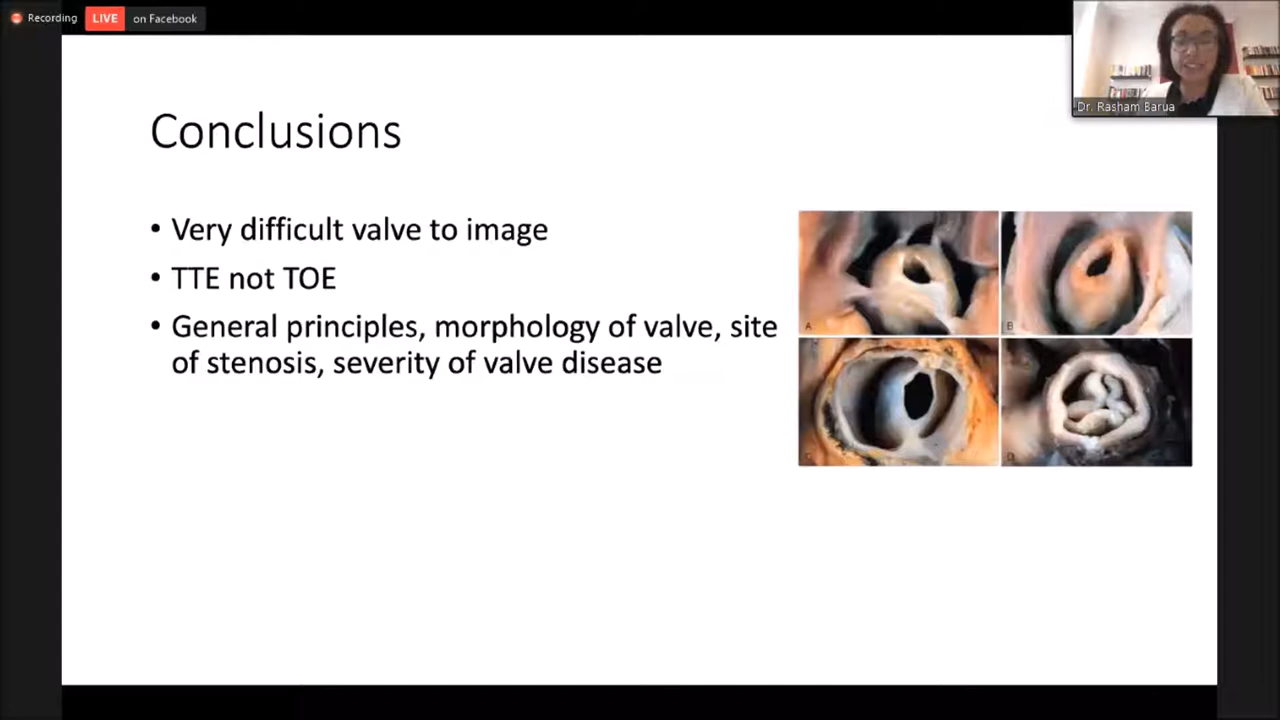 Recording LIVE on Facebook
Dr. Rasham Barua
Conclusions
• Very difficult valve to image
• TTE not TOE
• General principles, morphology of valve, site
of stenosis, severity of valve disease
A
B
C
D